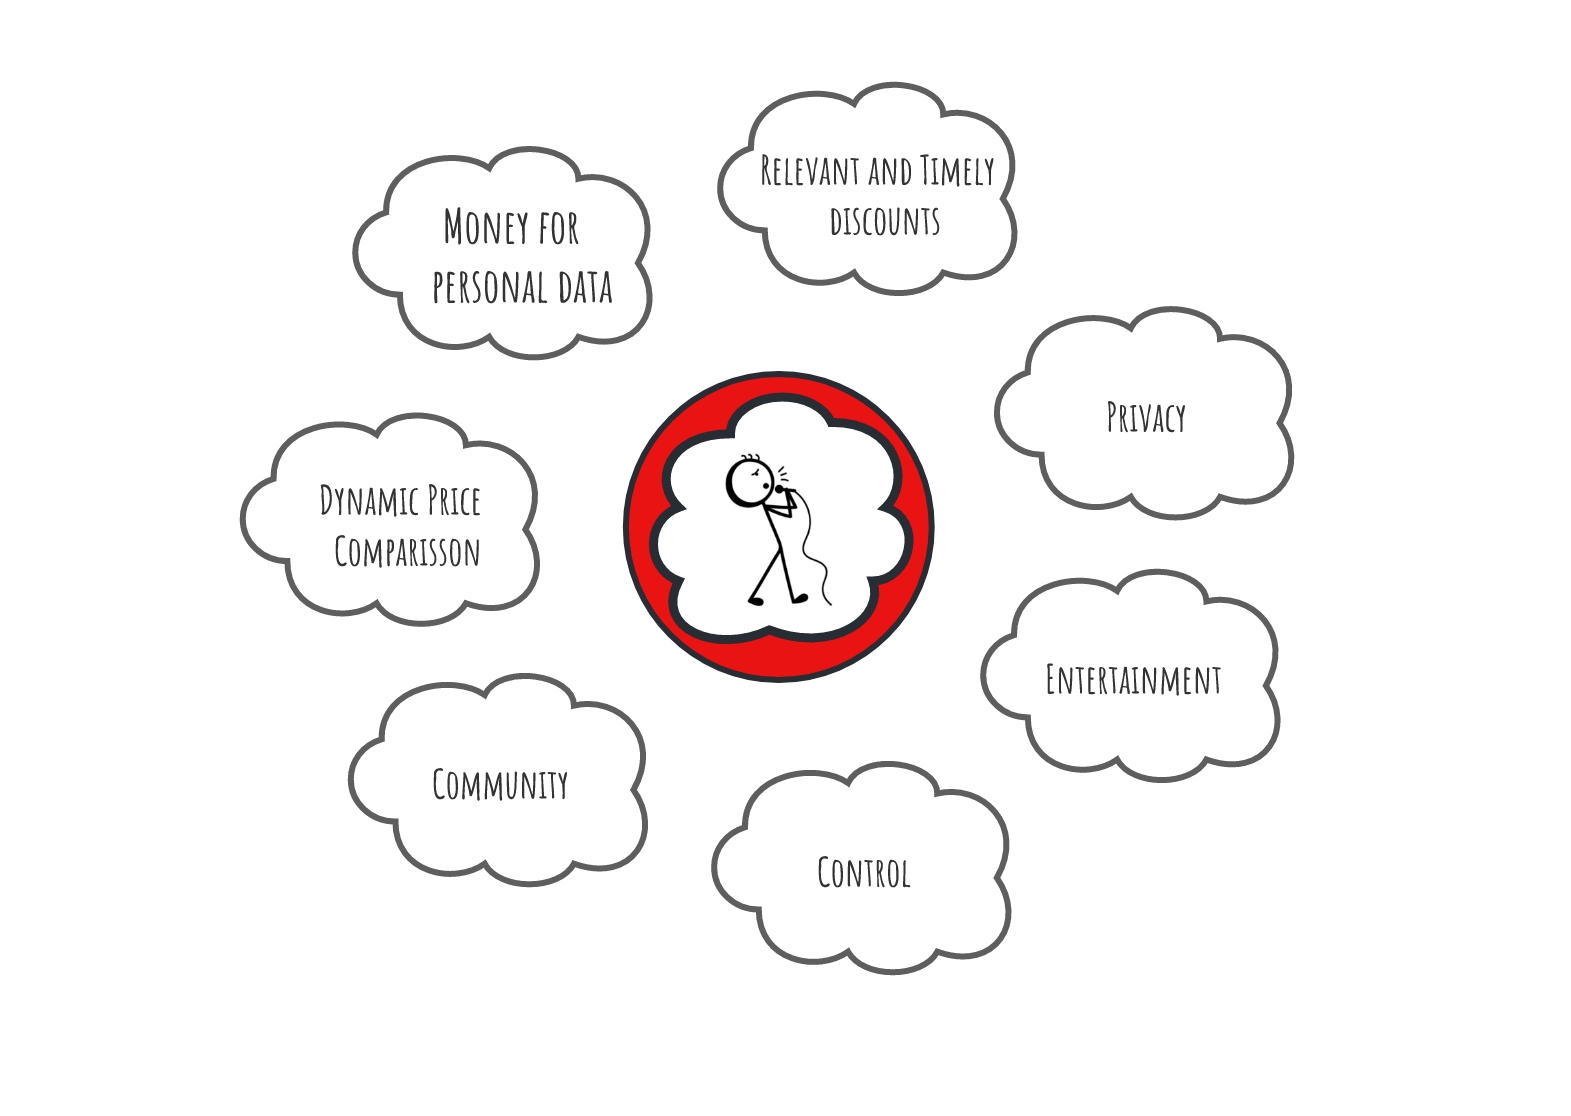 Relevant and Timely
discounts
Money for
personal data
Privacy
Dynamic Price
Comparisson
Entertainment
Community
Control